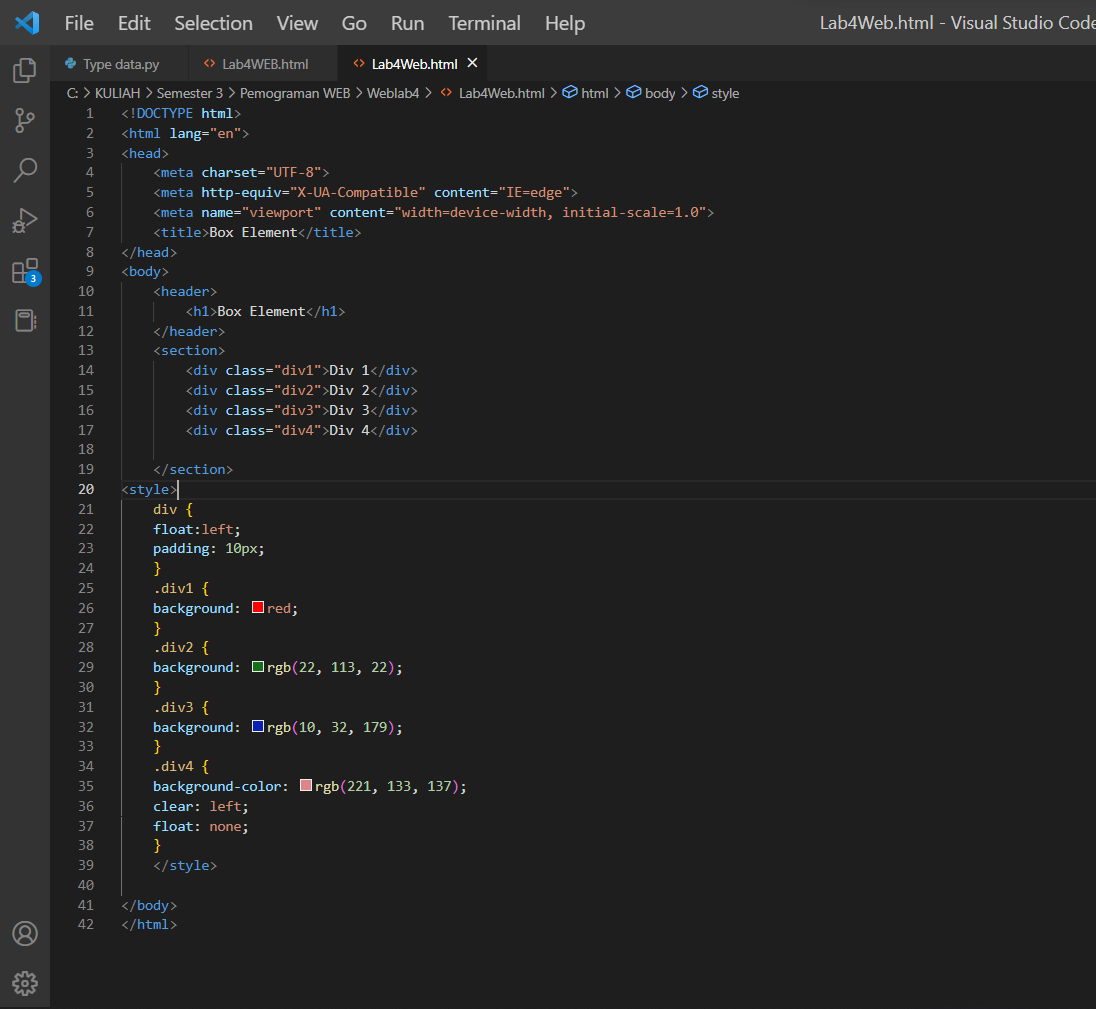 File Edit Selection View Go Run Terminal Help Lab4Web.html - Visual Studio Code
Type data.py Lab4WEB.html Lab4Web.html ×
C: > KULIAH > Semester 3 > Pemograman WEB > Weblab4 > Lab4Web.html > html > body > style
1 <!DOCTYPE html>
2 <html lang="en">
3 <head>
4 <meta charset="UTF-8">
5 <meta http-equiv="X-UA-Compatible" content="IE=edge">
6 <meta name="viewport" content="width=device-width, initial-scale=1.0">
7 <title>Box Element</title>
8 </head>
9 <body>
10 <header>
11 <h1>Box Element</h1>
12 </header>
13 <section>
14 <div class="div1">Div 1</div>
15 <div class="div2">Div 2</div>
16 <div class="div3">Div 3</div>
17 <div class="div4">Div 4</div>
18
19 </section>
20 <style>
21 div {
22 float:left;
23 padding: 10px;
24 }
25 .div1 {
26 background: red;
27 }
28 .div2 {
29 background: rgb(22, 113, 22);
30 }
31 .div3 {
32 background: rgb(10, 32, 179);
33 }
34 .div4 {
35 background-color: rgb(221, 133, 137);
36 clear: left;
37 float: none;
38 }
39 </style>
40
41 </body>
42 </html>
3